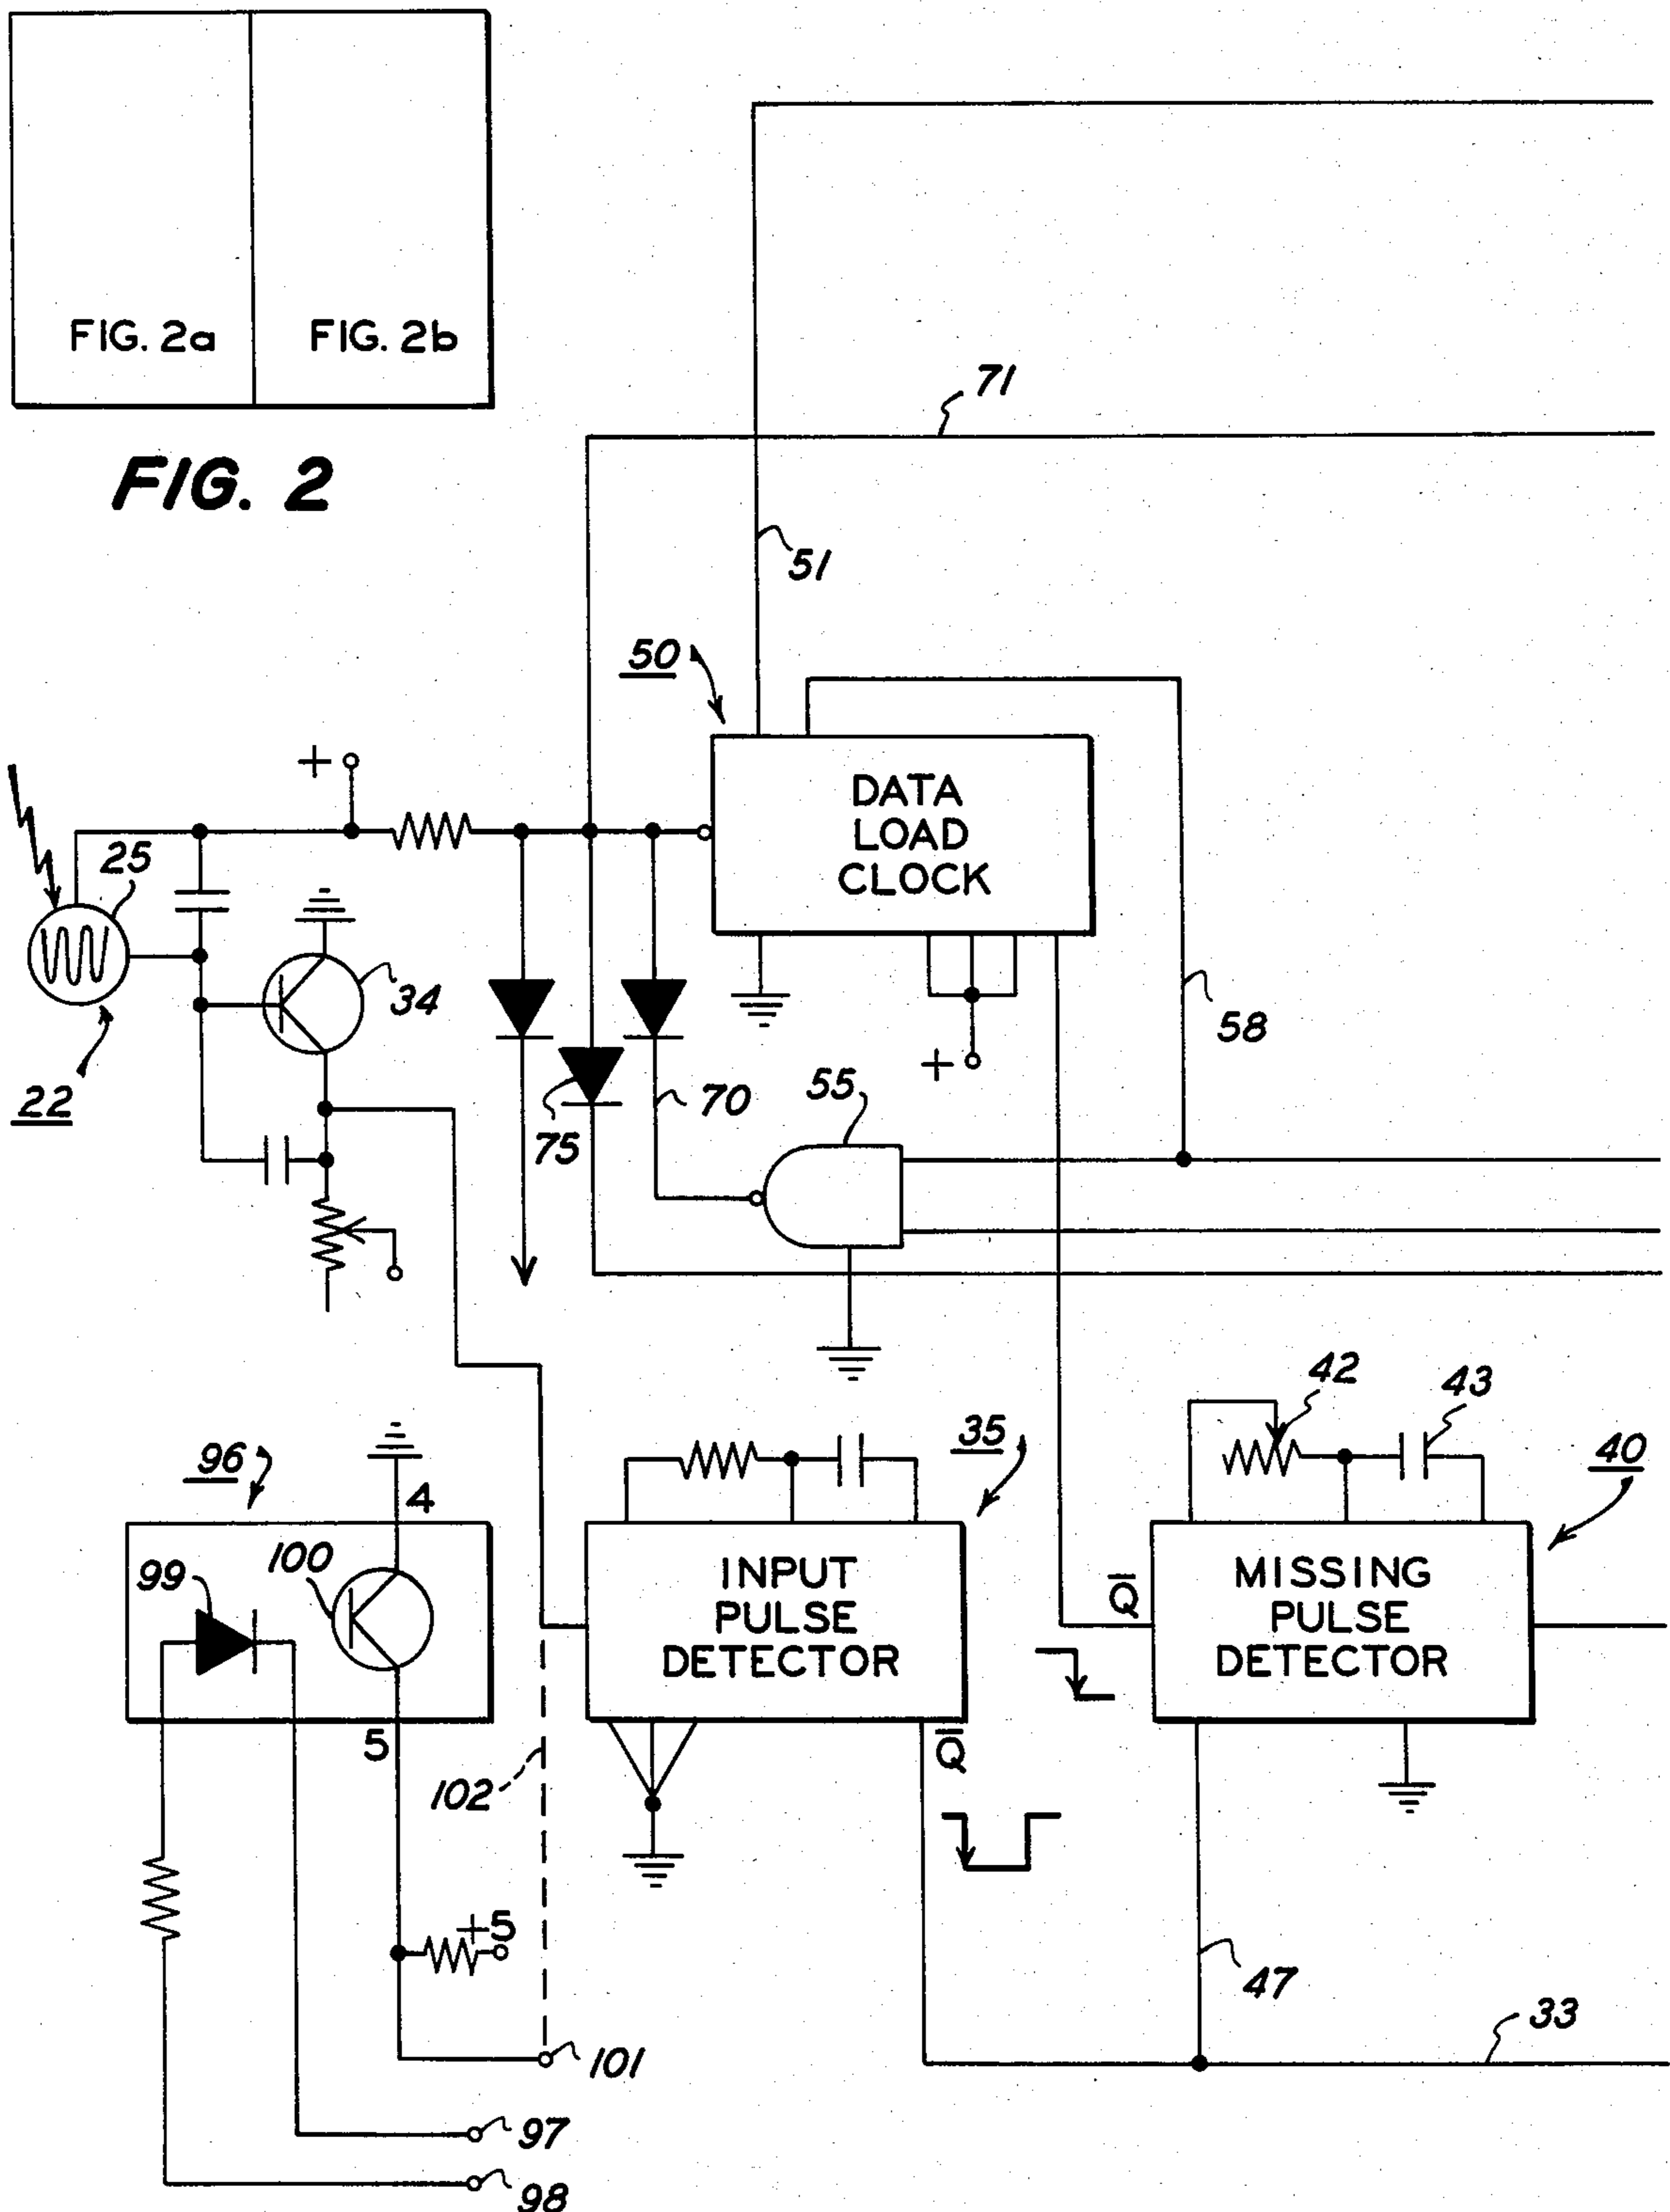 FIG. 2a
FIG. 2b
FIG. 2
71
51
50
+
DATA
LOAD
CLOCK
25
34
22
+
58
75
70
55
42
43
35
40
96
4
99
100
INPUT
PULSE
DETECTOR
Q̅
MISSING
PULSE
DETECTOR
5
102
Q̅
+5
47
33
101
97
98